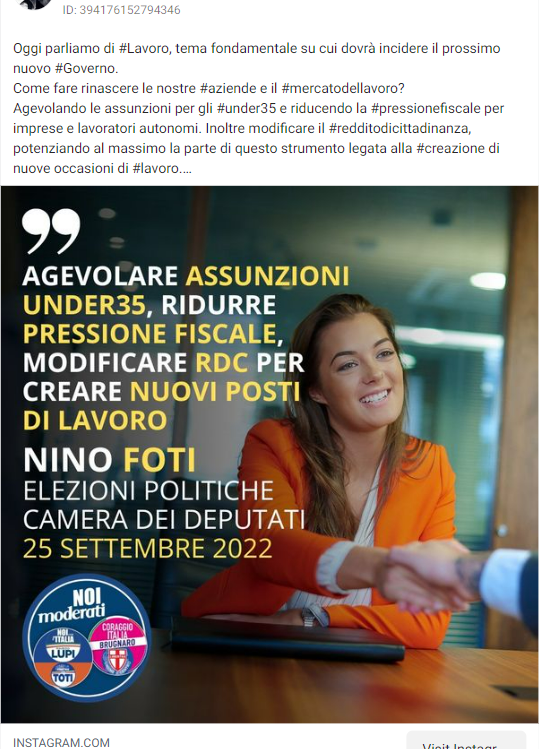 ID: 394176152794346
Oggi parliamo di #Lavoro, tema fondamentale su cui dovrà incidere il prossimo
nuovo #Governo.
Come fare rinascere le nostre #aziende e il #mercatodellavoro?
Agevolando le assunzioni per gli #under35 e riducendo la #pressionefiscale per
imprese e lavoratori autonomi. Inoltre modificare il #redditodicittadinanza,
potenziando al massimo la parte di questo strumento legata alla #creazione di
nuove occasioni di #lavoro....
AGEVOLARE ASSUNZIONI
UNDER35, RIDURRE
PRESSIONE FISCALE,
MODIFICARE RDC PER
CREARE NUOVI POSTI
DI LAVORO
NINO FOTI
ELEZIONI POLITICHE
CAMERA DEI DEPUTATI
25 SETTEMBRE 2022
NOI
moderati
NOI
L'ITALIA
LUPI
CORAGGIO
ITALIA
BRUGNARO
TOTI
INSTAGRAM.COM
Visit Instagr...